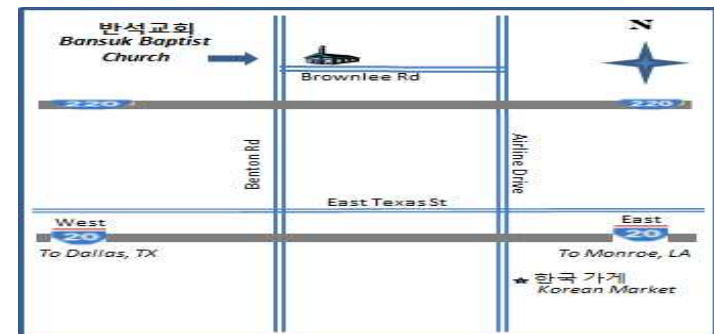 반석교회
Bansuk Baptist
Church
N
Brownlee Rd
220
220
Benton Rd
Airline Drive
East Texas St
West
20
To Dallas, TX
East
20
To Monroe, LA
한국 가게
Korean Market